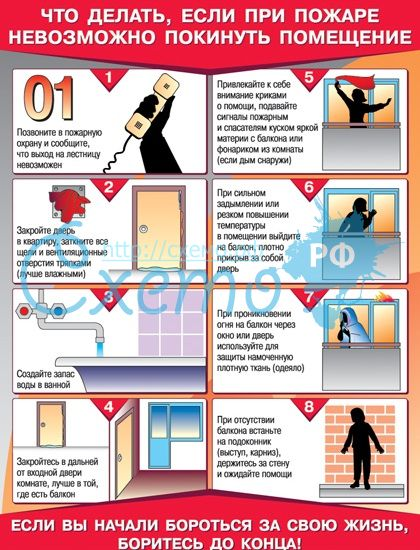 ЧТО ДЕЛАТЬ, ЕСЛИ ПРИ ПОЖАРЕ
НЕВОЗМОЖНО ПОКИНУТЬ ПОМЕЩЕНИЕ
1
01
Позвоните в пожарную
охрану и сообщите,
что выход на лестницу
невозможен
2
Закройте дверь
в квартиру, заткните все
щели и вентиляционные
отверстия тряпками
(лучше влажными)
3
Создайте запас
воды в ванной
4
Закройтесь в дальней
от входной двери
комнате, лучше в той,
где есть балкон
5
Привлекайте к себе
внимание криками
о помощи, подавайте
сигналы пожарным
и спасателям куском яркой
материи с балкона или
фонариком из комнаты
(если дым снаружи)
6
При сильном
задымлении или
резком повышении
температуры
в помещении выйдите
на балкон, плотно
прикрыв за собой
дверь
7
При проникновении
огня на балкон через
окно или дверь
используйте для
защиты намоченную
плотную ткань (одеяло)
8
При отсутствии
балкона встаньте
на подоконник
(выступ, карниз),
держитесь за стену
и ожидайте помощи
ЕСЛИ ВЫ НАЧАЛИ БОРОТЬСЯ ЗА СВОЮ ЖИЗНЬ,
БОРИТЕСЬ ДО КОНЦА!
Схемо
РФ